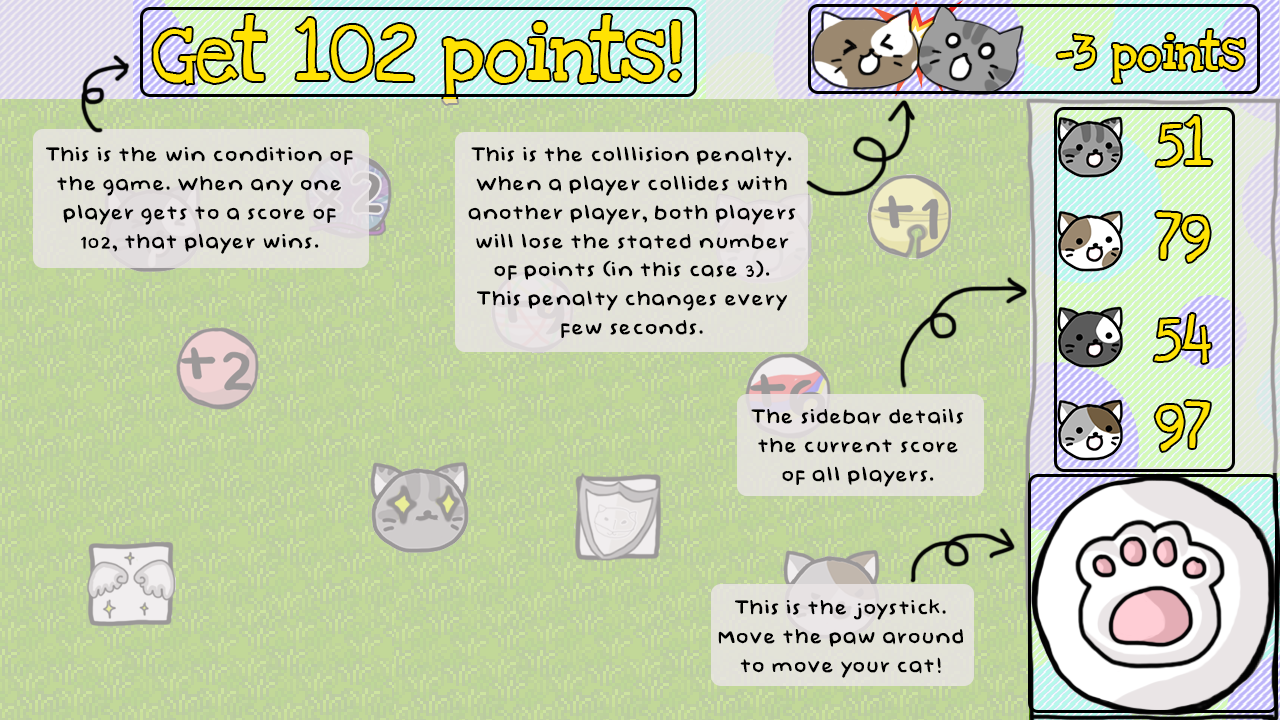 Get 102 points!
-3 points
This is the win condition of
the game. When any one
player gets to a score of
102, that player wins.
This is the colllision penalty.
When a player collides with
another player, both players
will lose the stated number
of points (in this case 3).
This penalty changes every
few seconds.
×2
+1
51
79
54
97
+2
The sidebar details
the current score
of all players.
This is the joystick.
Move the paw around
to move your cat!